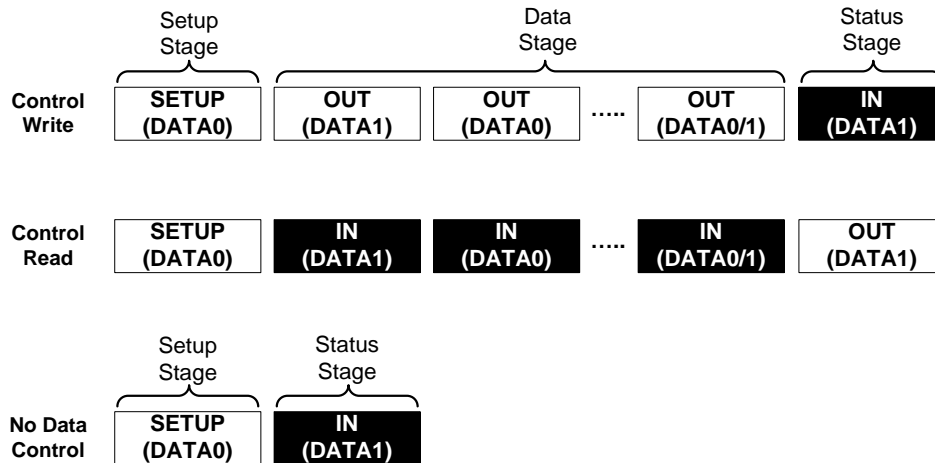 Setup Stage
Data Stage
Status Stage
Control Write
SETUP (DATA0)
OUT (DATA1)
OUT (DATA0)
.....
OUT (DATA0/1)
IN (DATA1)
Control Read
SETUP (DATA0)
IN (DATA1)
IN (DATA0)
.....
IN (DATA0/1)
OUT (DATA1)
Setup Stage
Status Stage
No Data Control
SETUP (DATA0)
IN (DATA1)